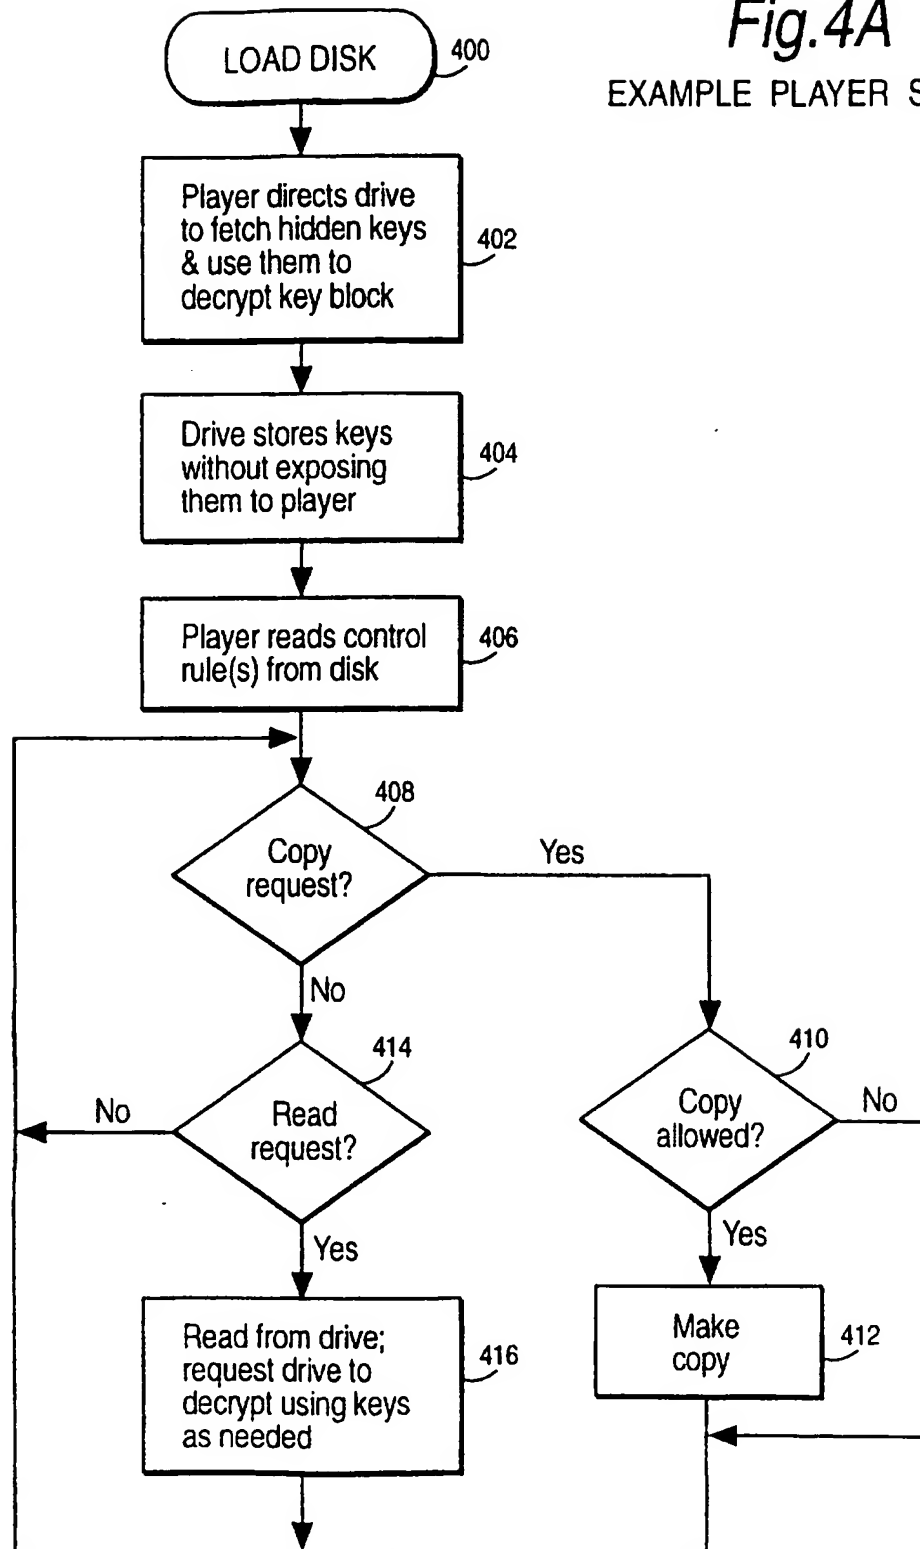 Fig.4A
EXAMPLE PLAYER S
LOAD DISK
400
Player directs drive
to fetch hidden keys
& use them to
decrypt key block
402
Drive stores keys
without exposing
them to player
404
Player reads control
rule(s) from disk
406
408
Copy
request?
Yes
No
414
Read
request?
No
Yes
410
Copy
allowed?
No
Yes
Read from drive;
request drive to
decrypt using keys
as needed
416
Make
copy
412